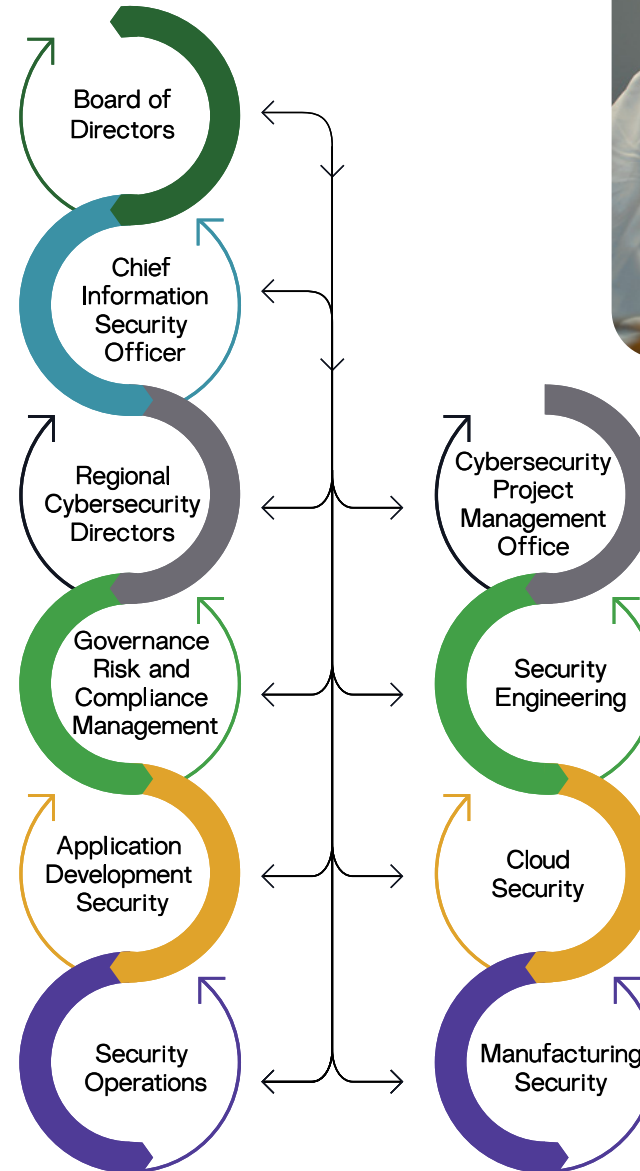 Board of
Directors
Chief
Information
Security
Officer
Regional
Cybersecurity
Directors
Cybersecurity
Project
Management
Office
Governance
Risk and
Compliance
Management
Security
Engineering
Application
Development
Security
Cloud
Security
Security
Operations
Manufacturing
Security